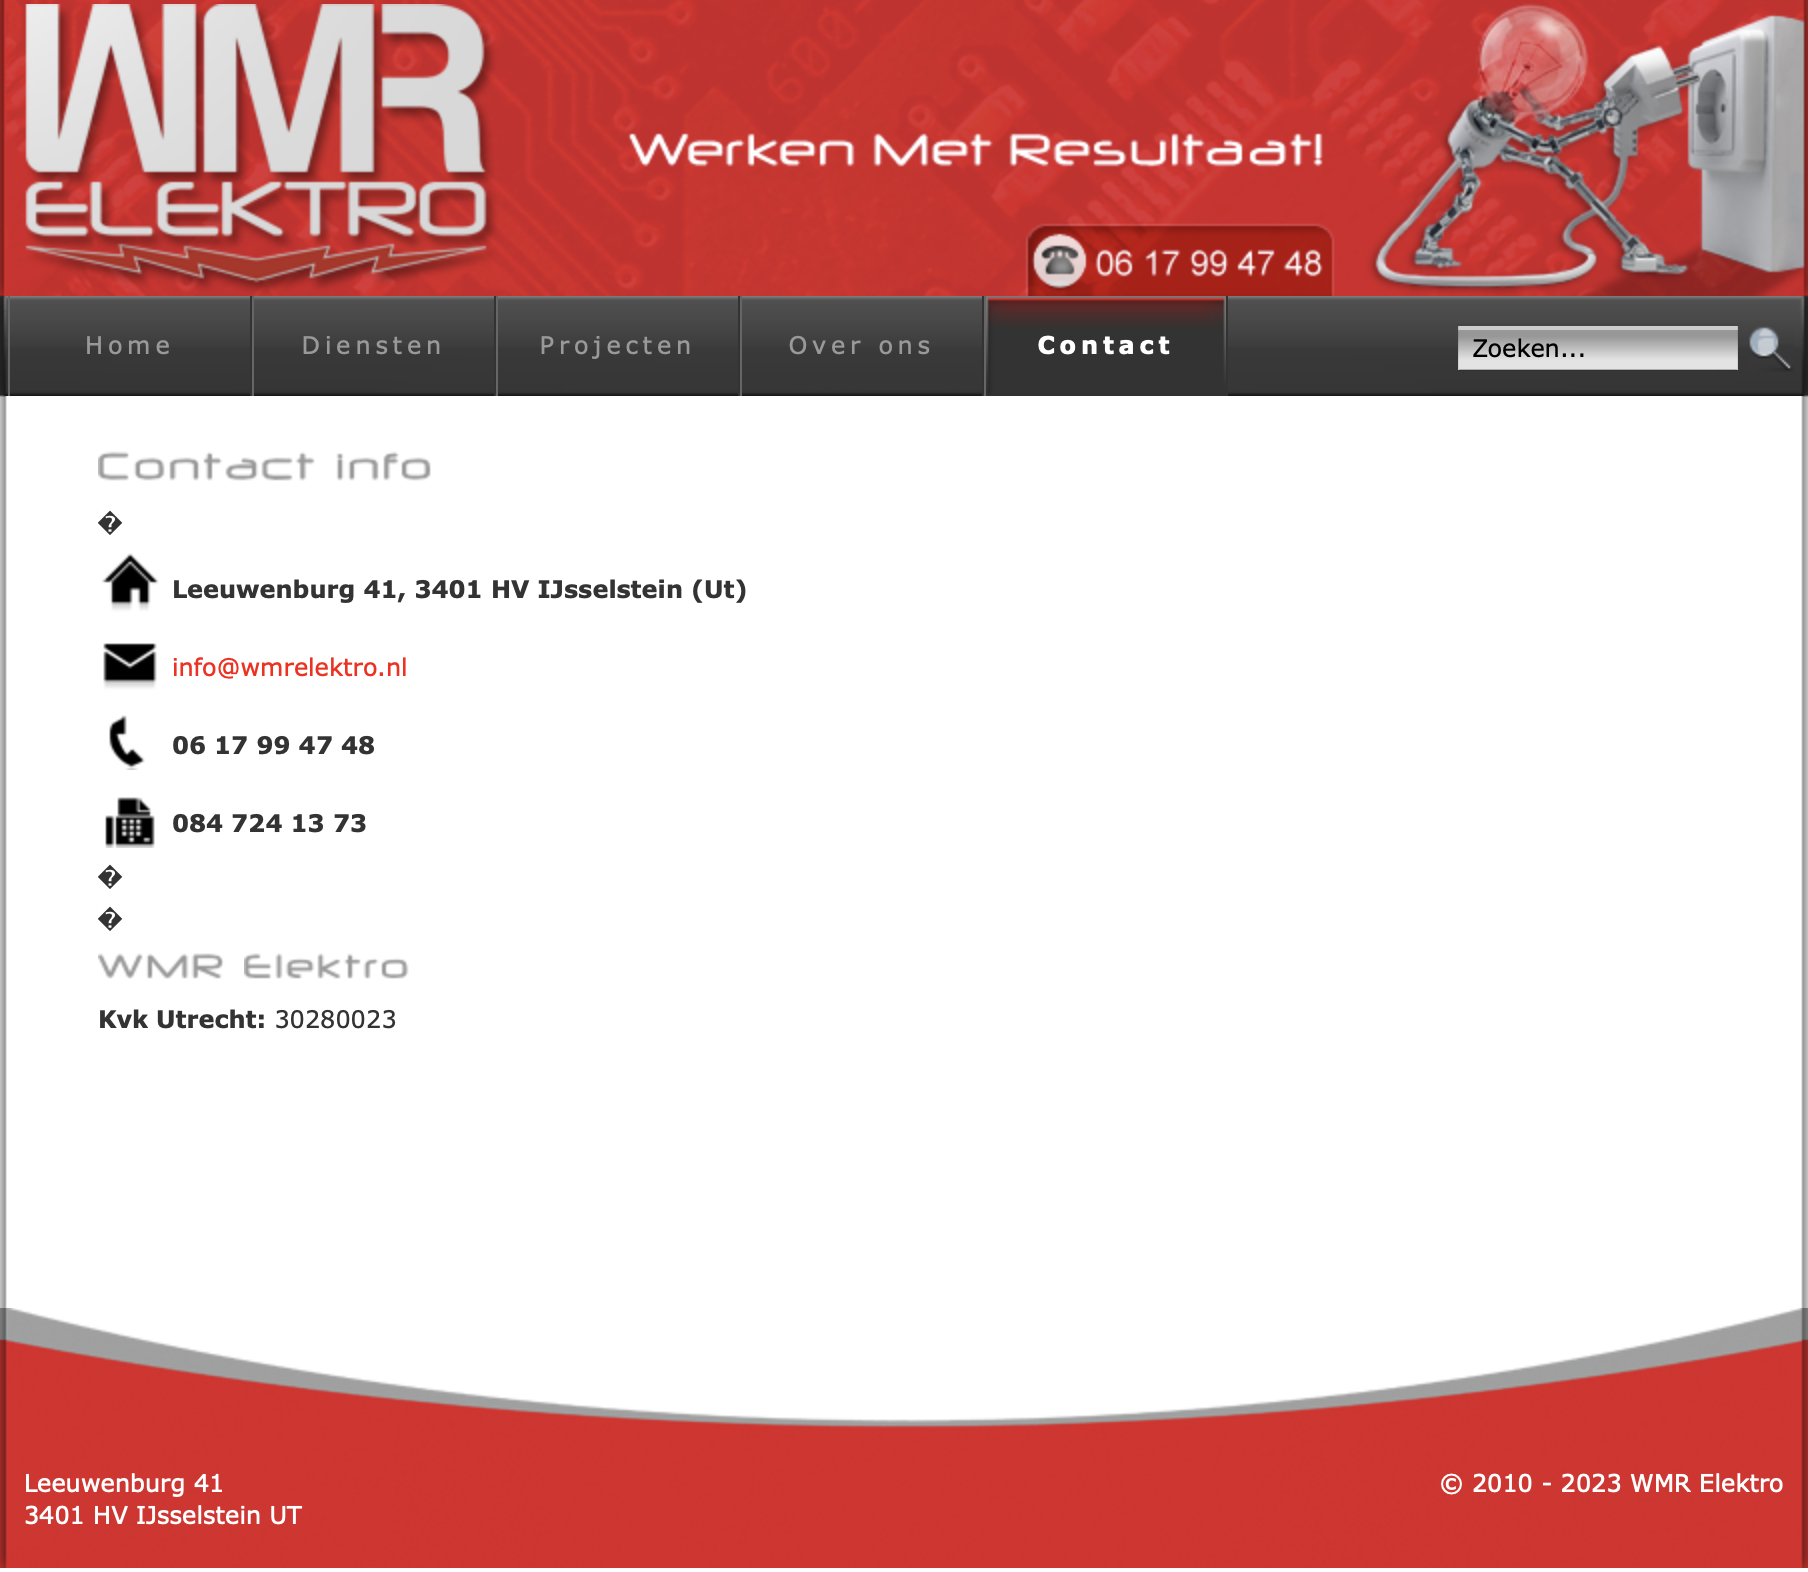 WMR
ELEKTRO
Werken Met Resultaat!
06 17 99 47 48
Home
Diensten
Projecten
Over ons
Contact
Zoeken...
Contact info
�
Leeuwenburg 41, 3401 HV IJsselstein (Ut)
info@wmrelektro.nl
06 17 99 47 48
084 724 13 73
�
�
WMR Elektro
Kvk Utrecht: 30280023
Leeuwenburg 41
3401 HV IJsselstein UT
© 2010 - 2023 WMR Elektro